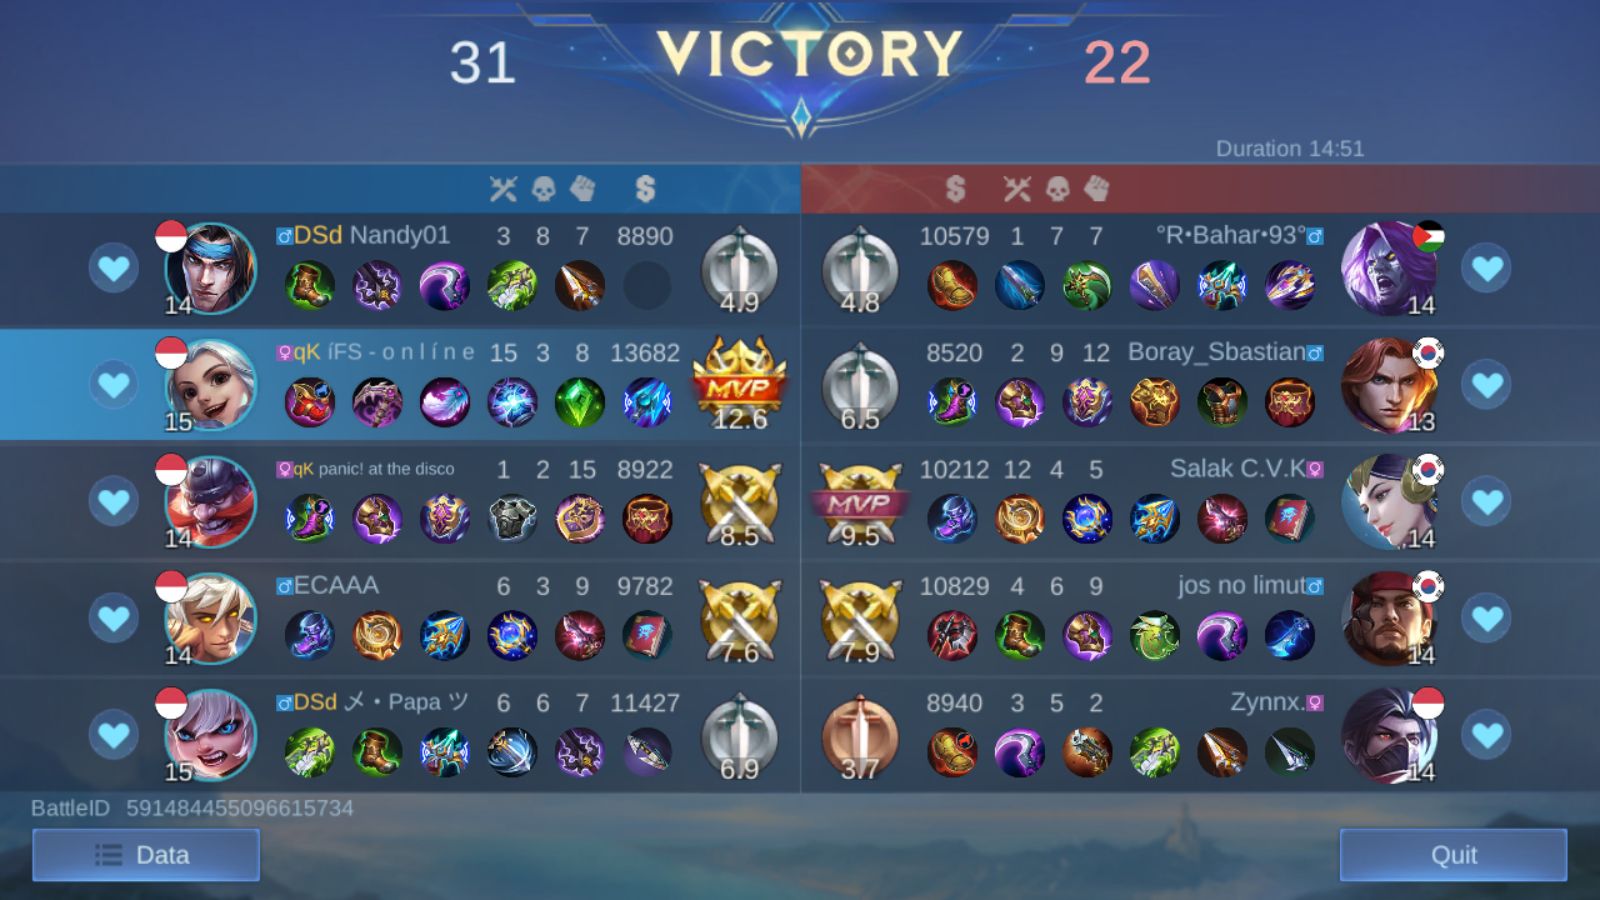 31 VICTORY 22
Duration 14:51
DSd Nandy01 3 8 7 8890
14 4.9
10579 1 7 7 °R•Bahar•93°
4.8 14
qK íFS - o n l í n e 15 3 8 13682
15 MVP 12.6
8520 2 9 12 Boray_Sbastian
6.5 13
qK panic! at the disco 1 2 15 8922
14 8.5
10212 12 4 5 Salak C.V.K
MVP 9.5 14
ECAAA 6 3 9 9782
14 7.6
10829 4 6 9 jos no limut
7.9 14
DSd メ・Papa ツ 6 6 7 11427
15 6.9
8940 3 5 2 Zynnx.
3.7 14
BattleID 591484455096615734
Data
Quit